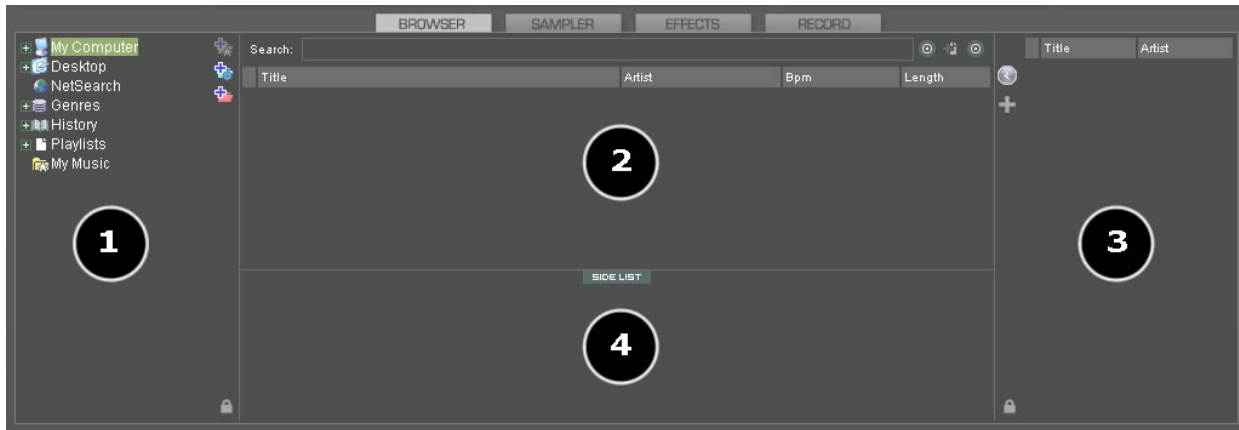 BROWSER SAMPLER EFFECTS RECORD
My Computer
Desktop
NetSearch
Genres
History
Playlists
My Music
1
Search:
Title Artist Bpm Length
2
SIDE LIST
4
Title Artist
3